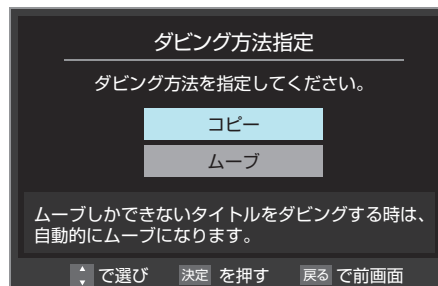 ダビング方法指定
ダビング方法を指定してください。
コピー
ムーブ
ムーブしかできないタイトルをダビングする時は、
自動的にムーブになります。
で選び 決定 を押す 戻る で前画面